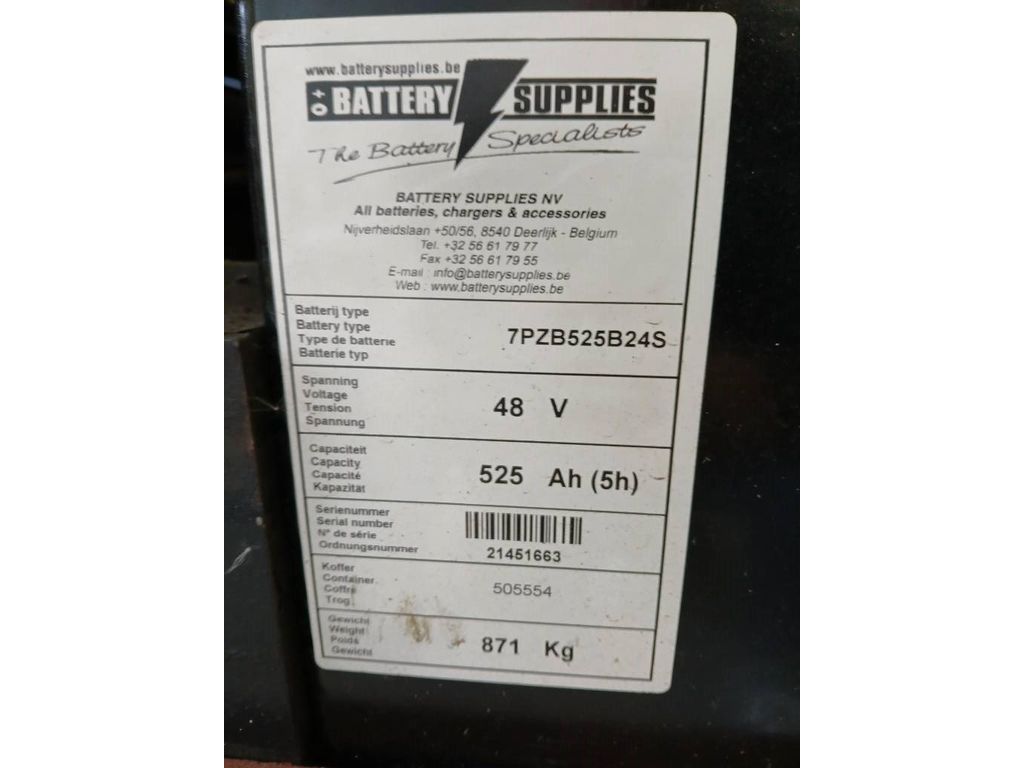 www.batterysupplies.be
BATTERY SUPPLIES
The Battery Specialists
BATTERY SUPPLIES NV
All batteries, chargers & accessories
Nijverheidslaan +50/56, 8540 Deerlijk - Belgium
Tel. +32 56 61 79 77
Fax +32 56 61 79 55
E-mail : info@batterysupplies.be
Web : www.batterysupplies.be
Batterij type
Battery type
Type de batterie
Batterie typ
7PZB525B24S
Spanning
Voltage
Tension
Spannung
48 V
Capaciteit
Capacity
Capacité
Kapazitat
525 Ah (5h)
Serienummer
Serial number
N° de série
Ordnungsnummer
21451663
Koffer
Container
Coffre
Trog
505554
Gewicht
Weight
Poids
Gewicht
871 Kg